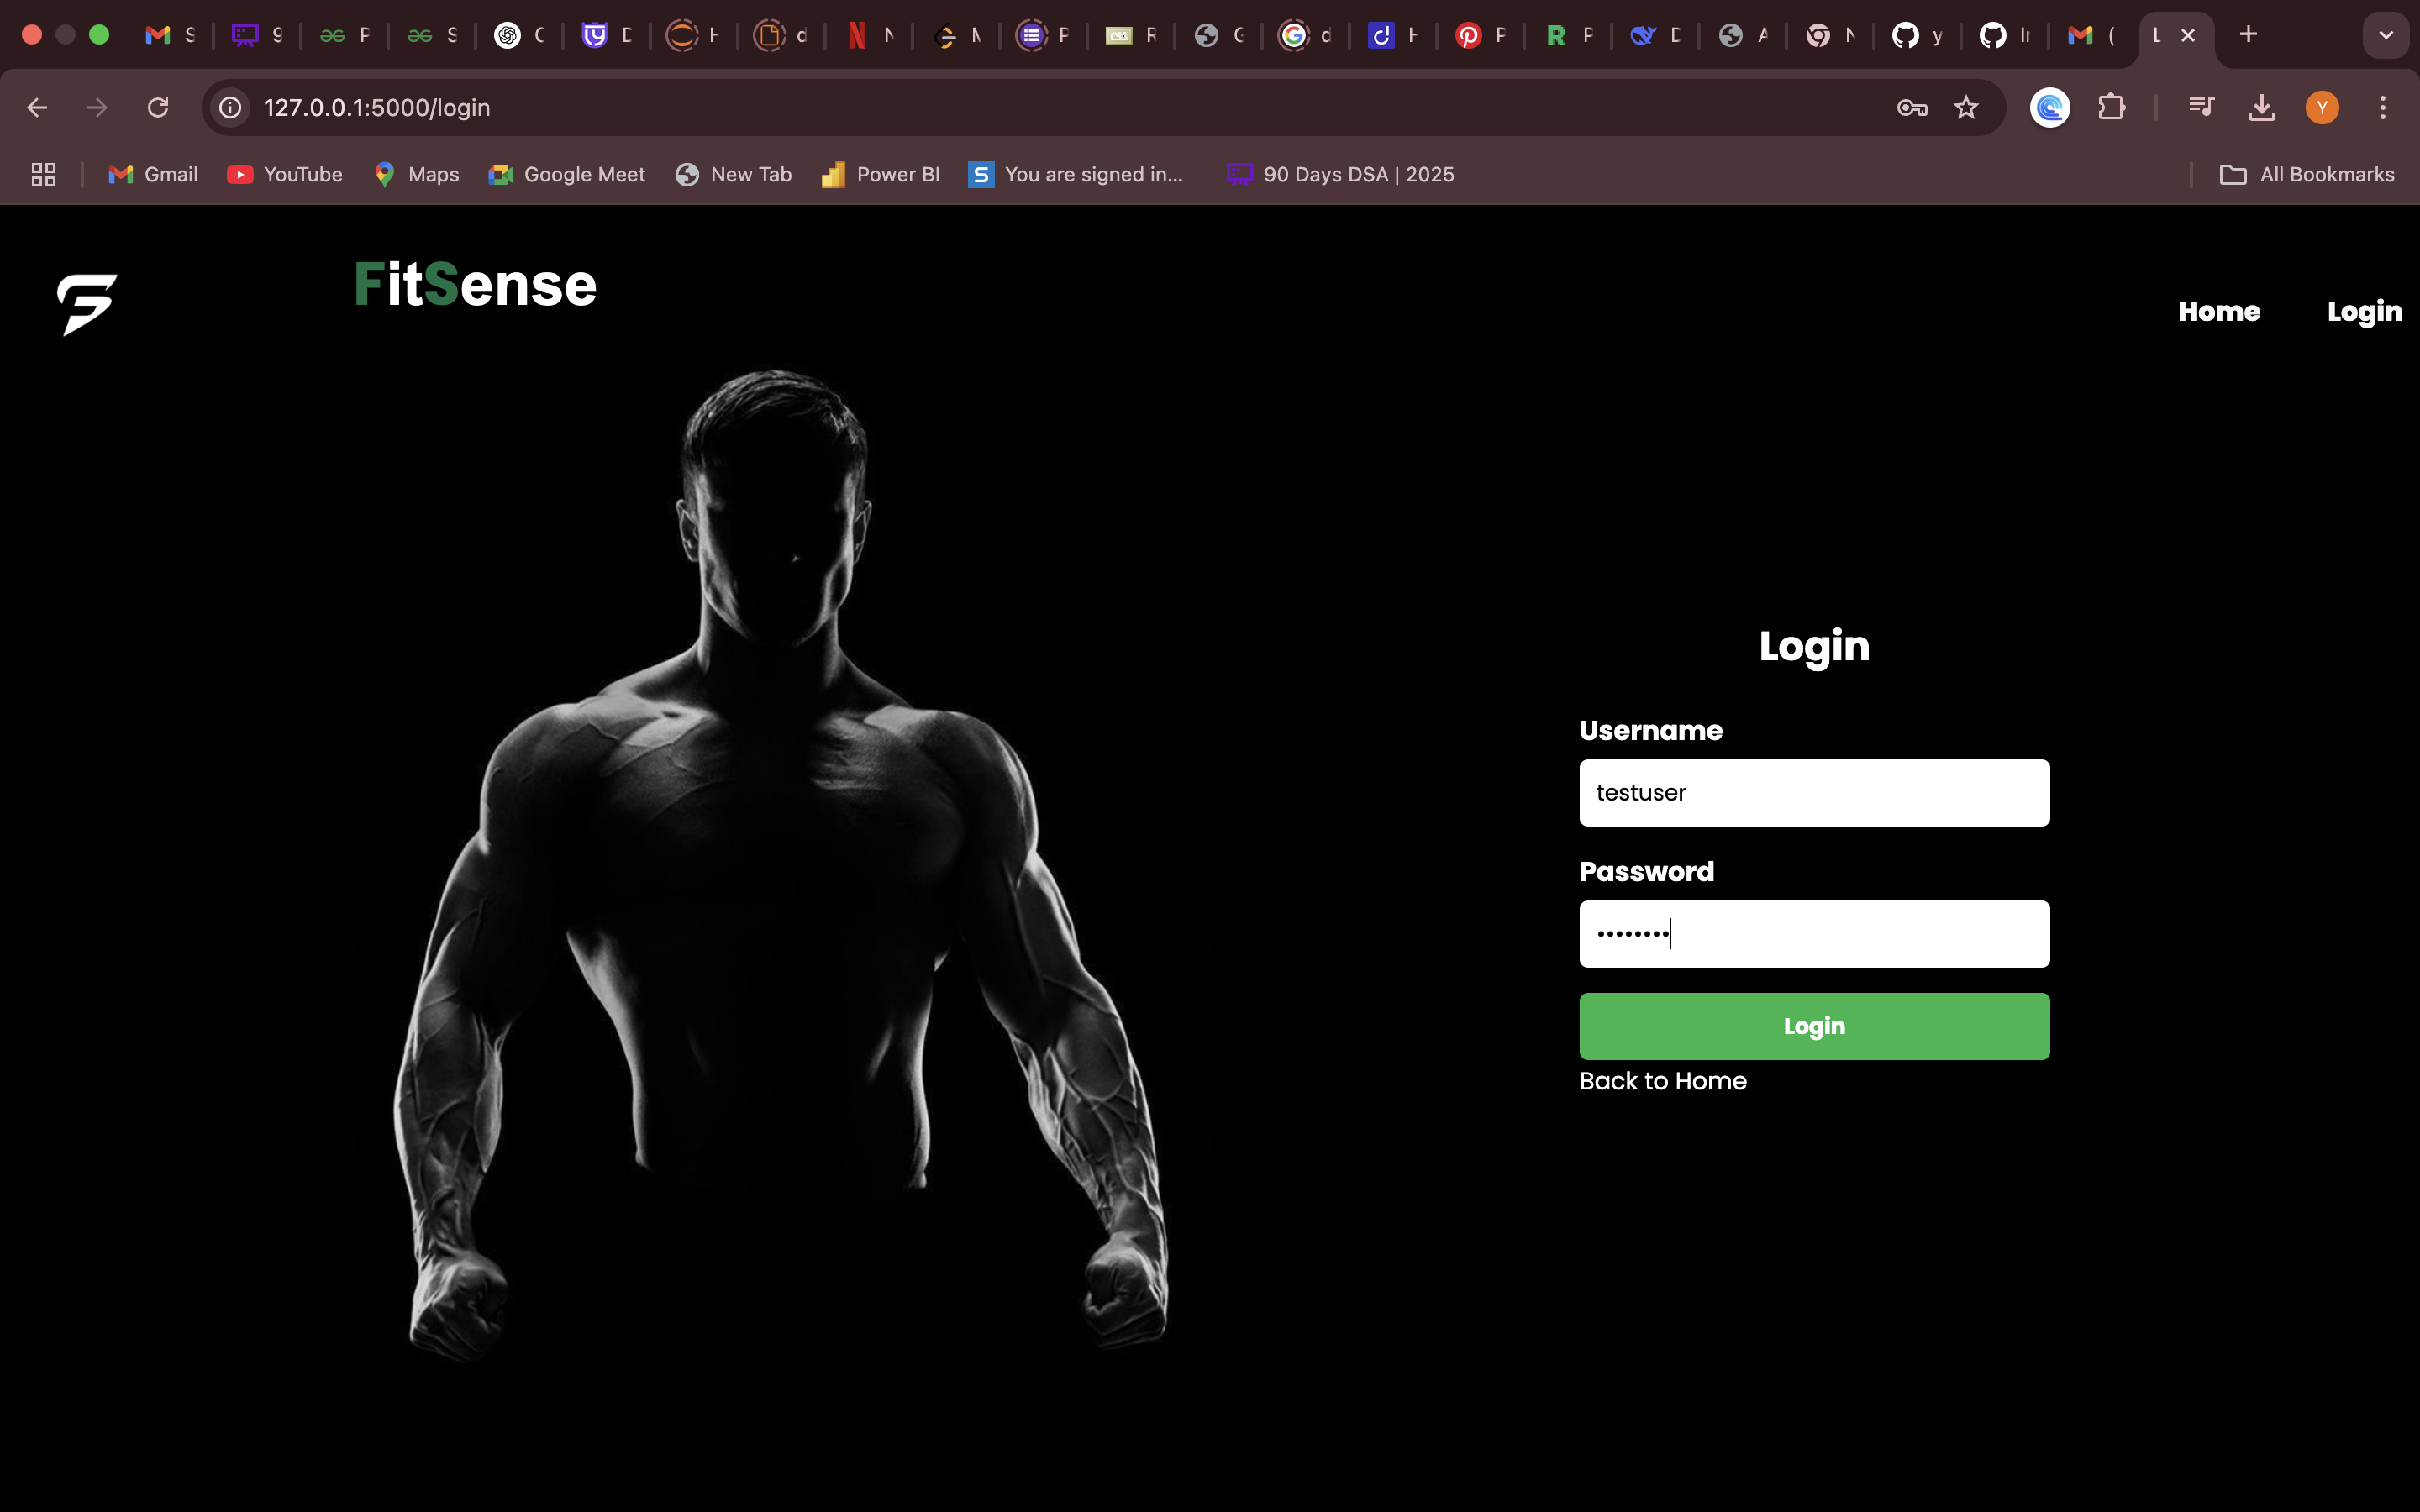 S 9 P S C D H d N M P R G d H P R P D A N y I ( L
127.0.0.1:5000/login
Y
Gmail YouTube Maps Google Meet New Tab Power BI You are signed in... 90 Days DSA | 2025 All Bookmarks
FitSense
Home Login
Login
Username
testuser
Password
Login
Back to Home